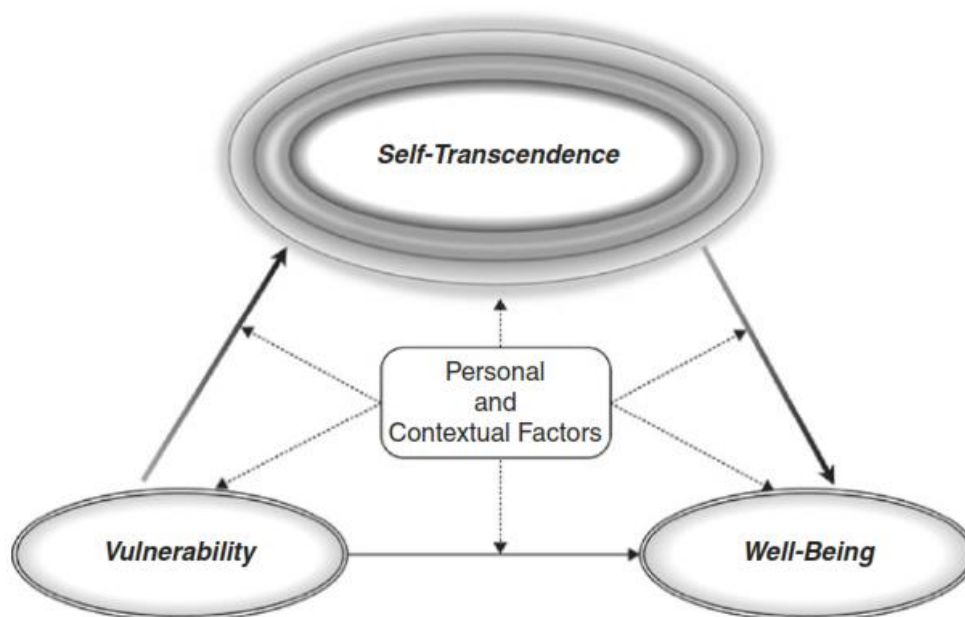 Self-Transcendence
Personal
and
Contextual Factors
Vulnerability
Well-Being